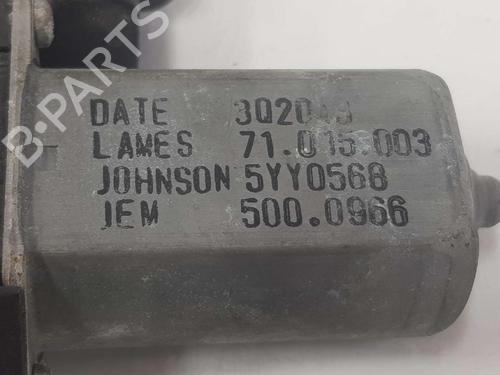 DATE
LAMES 71.015.003
JOHNSON 5YY0568
JEM 500.0966
B-PARTS